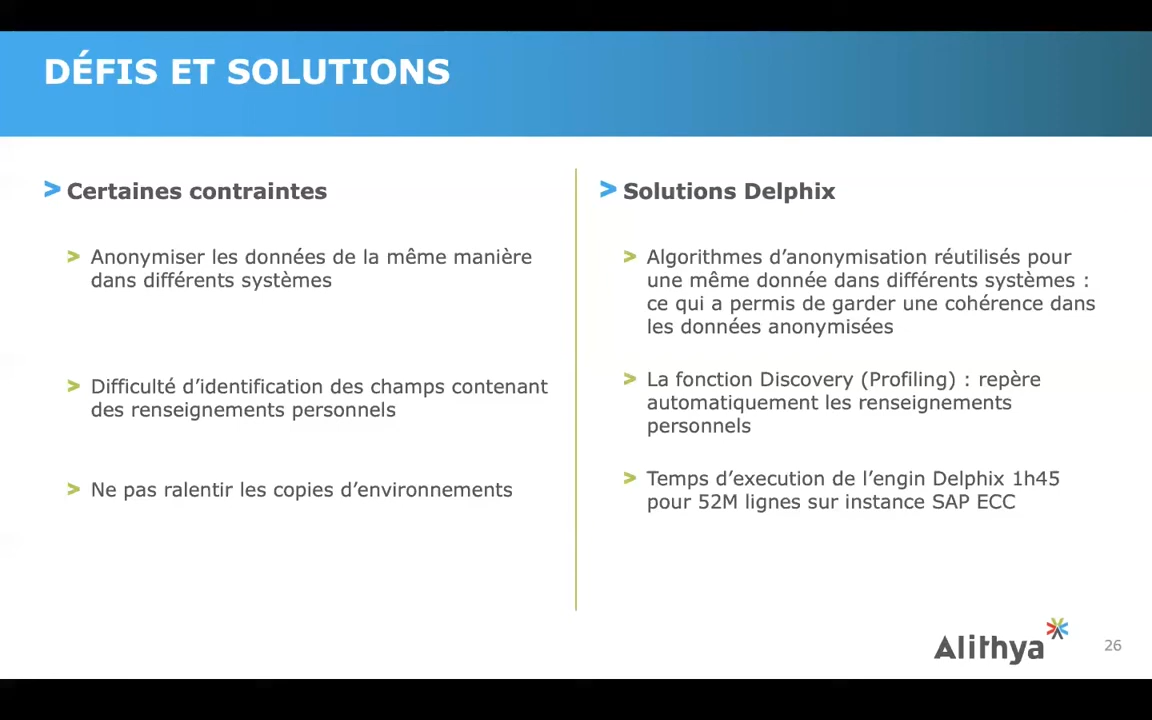 DÉFIS ET SOLUTIONS
> Certaines contraintes
> Anonymiser les données de la même manière
dans différents systèmes
> Difficulté d’identification des champs contenant
des renseignements personnels
> Ne pas ralentir les copies d’environnements
> Solutions Delphix
> Algorithmes d’anonymisation réutilisés pour
une même donnée dans différents systèmes :
ce qui a permis de garder une cohérence dans
les données anonymisées
> La fonction Discovery (Profiling) : repère
automatiquement les renseignements
personnels
> Temps d’execution de l’engin Delphix 1h45
pour 52M lignes sur instance SAP ECC
Alithya
26